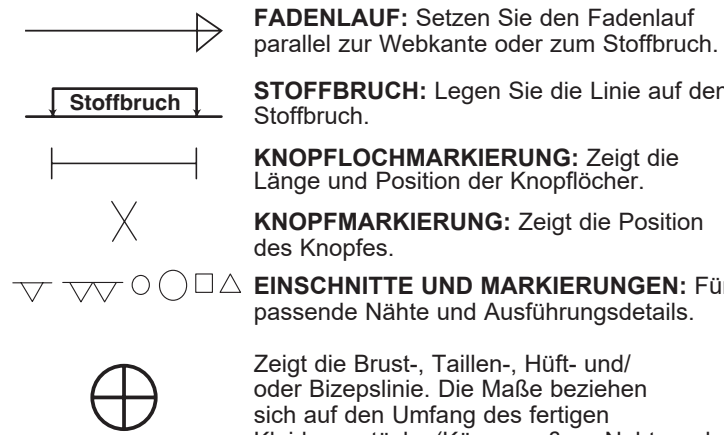 FADENLAUF: Setzen Sie den Fadenlauf
parallel zur Webkante oder zum Stoffbruch.
Stoffbruch
STOFFBRUCH: Legen Sie die Linie auf den
Stoffbruch.
KNOPFLOCHMARKIERUNG: Zeigt die
Länge und Position der Knopflöcher.
KNOPFMARKIERUNG: Zeigt die Position
des Knopfes.
EINSCHNITTE UND MARKIERUNGEN: Für
passende Nähte und Ausführungsdetails.
Zeigt die Brust-, Taillen-, Hüft- und/
oder Bizepslinie. Die Maße beziehen
sich auf den Umfang des fertigen